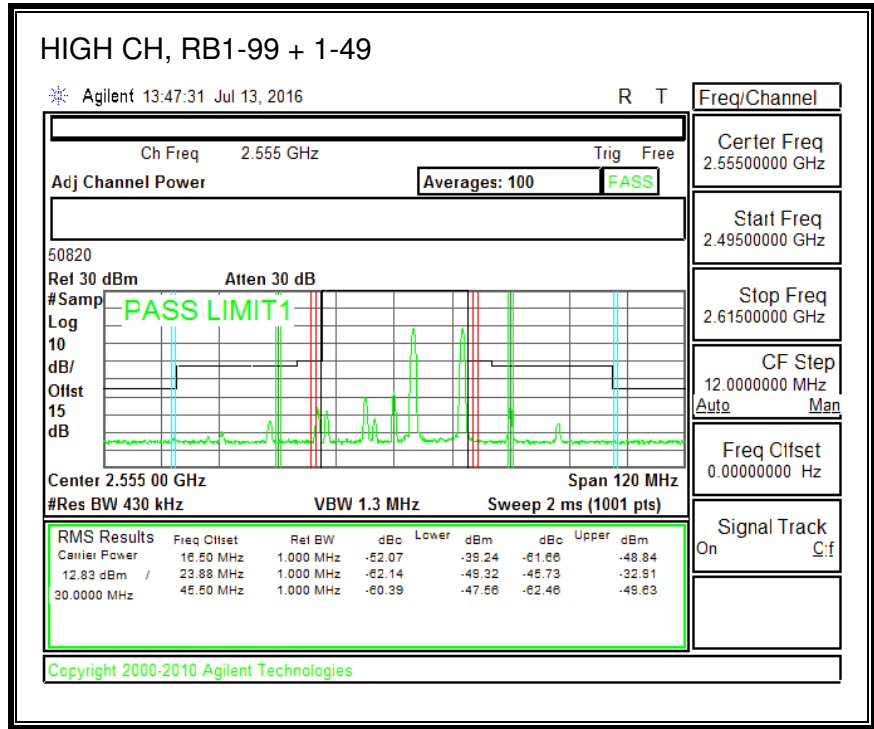 HIGH CH, RB1-99 + 1-49
Agilent 13:47:31 Jul 13, 2016 R T
Freq/Channel
Ch Freq 2.555 GHz Trig Free
Adj Channel Power Averages: 100 PASS
Center Freq
2.55500000 GHz
Start Freq
2.49500000 GHz
Stop Freq
2.61500000 GHz
CF Step
12.0000000 MHz
Auto Man
Freq Offset
0.00000000 Hz
Signal Track
On Off
50820
Ref 30 dBm Atten 30 dB
#Samp
Log
10
dB/
Offst
15
dB
PASS LIMIT1
Center 2.555 00 GHz Span 120 MHz
#Res BW 430 kHz VBW 1.3 MHz Sweep 2 ms (1001 pts)
RMS Results Freq Offset Ref BW dBc Lower dBm dBc Upper dBm
Carrier Power 16.50 MHz 1.000 MHz -52.07 -39.24 -61.66 -48.84
12.83 dBm / 23.88 MHz 1.000 MHz -62.14 -49.32 -45.73 -32.91
30.0000 MHz 45.50 MHz 1.000 MHz -60.39 -47.56 -62.46 -49.63
Copyright 2000-2010 Agilent Technologies